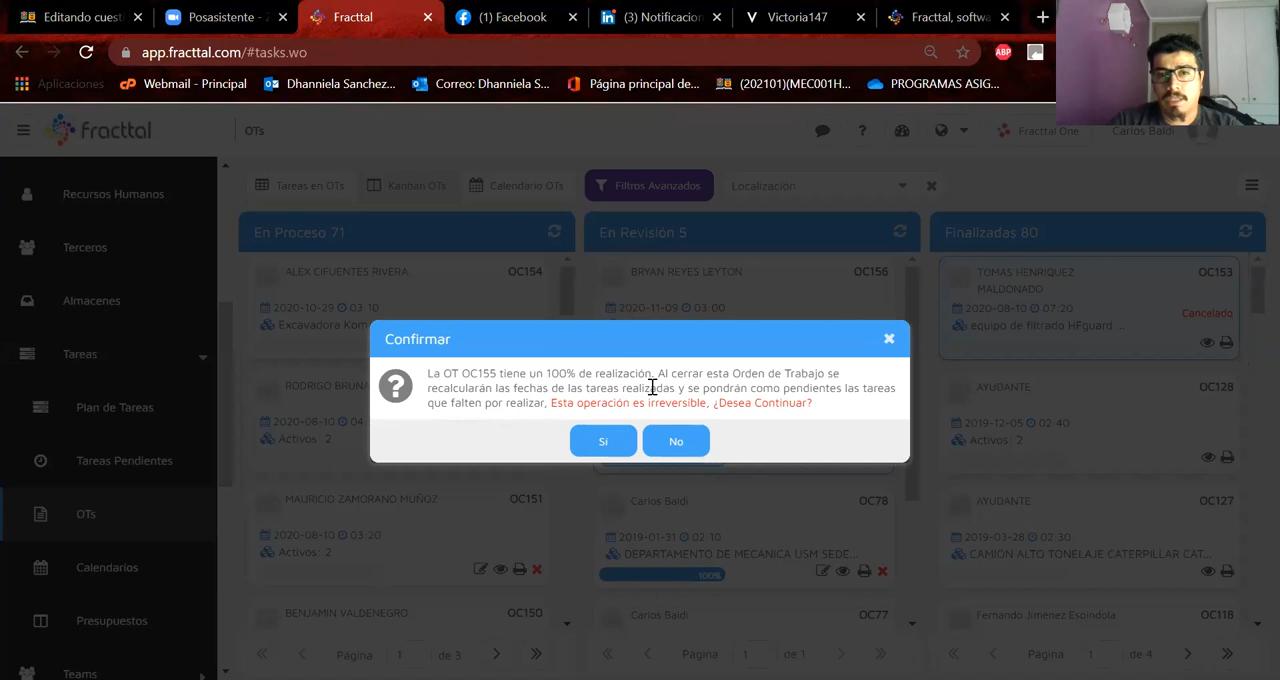 Editando cuest
Posasistente - Z
Fracttal
(1) Facebook
(3) Notificacion
Victoria147
Fracttal, softwa
app.fracttal.com/#tasks.wo
ABP
Aplicaciones
Webmail - Principal
Dhanniela Sanchez...
Correo: Dhanniela S...
Página principal de...
(202101)(MEC001H...
PROGRAMAS ASIG...
fracttal
OTs
Fracttal One
Carlos Baldi
Recursos Humanos
Terceros
Almacenes
Tareas
Plan de Tareas
Tareas Pendientes
OTs
Calendarios
Presupuestos
Teams
Tareas en OTs
Kanban OTs
Calendario OTs
Filtros Avanzados
Localización
En Proceso 71
ALEX CIFUENTES RIVERA
OC154
2020-10-29 03:10
Excavadora Kom
RODRIGO BRUNA
2020-08-10 04
Activos: 2
MAURICIO ZAMORANO MUÑOZ
OC151
2020-08-10 03:20
Activos: 2
BENJAMIN VALDENEGRO
OC150
Página 1 de 3
En Revisión 5
BRYAN REYES LEYTON
OC156
2020-11-09 03:00
Carlos Baldi
OC78
2019-01-31 02:10
DEPARTAMENTO DE MECANICA USM SEDE...
100%
Carlos Baldi
OC77
Página 1 de 1
Finalizadas 80
TOMAS HENRIQUEZ
MALDONADO
OC153
2020-08-10 07:20
Cancelado
equipo de filtrado HFguard ...
AYUDANTE
OC128
2019-12-05 02:40
Activos: 2
AYUDANTE
OC127
2019-03-28 02:30
CAMIÓN ALTO TONELAJE CATERPILLAR CAT...
Fernando Jimenez Espindola
OC118
Página 1 de 4
Confirmar
La OT OC155 tiene un 100% de realización. Al cerrar esta Orden de Trabajo se
recalcularán las fechas de las tareas realizadas y se pondrán como pendientes las tareas
que falten por realizar, Esta operación es irreversible, ¿Desea Continuar?
Si
No